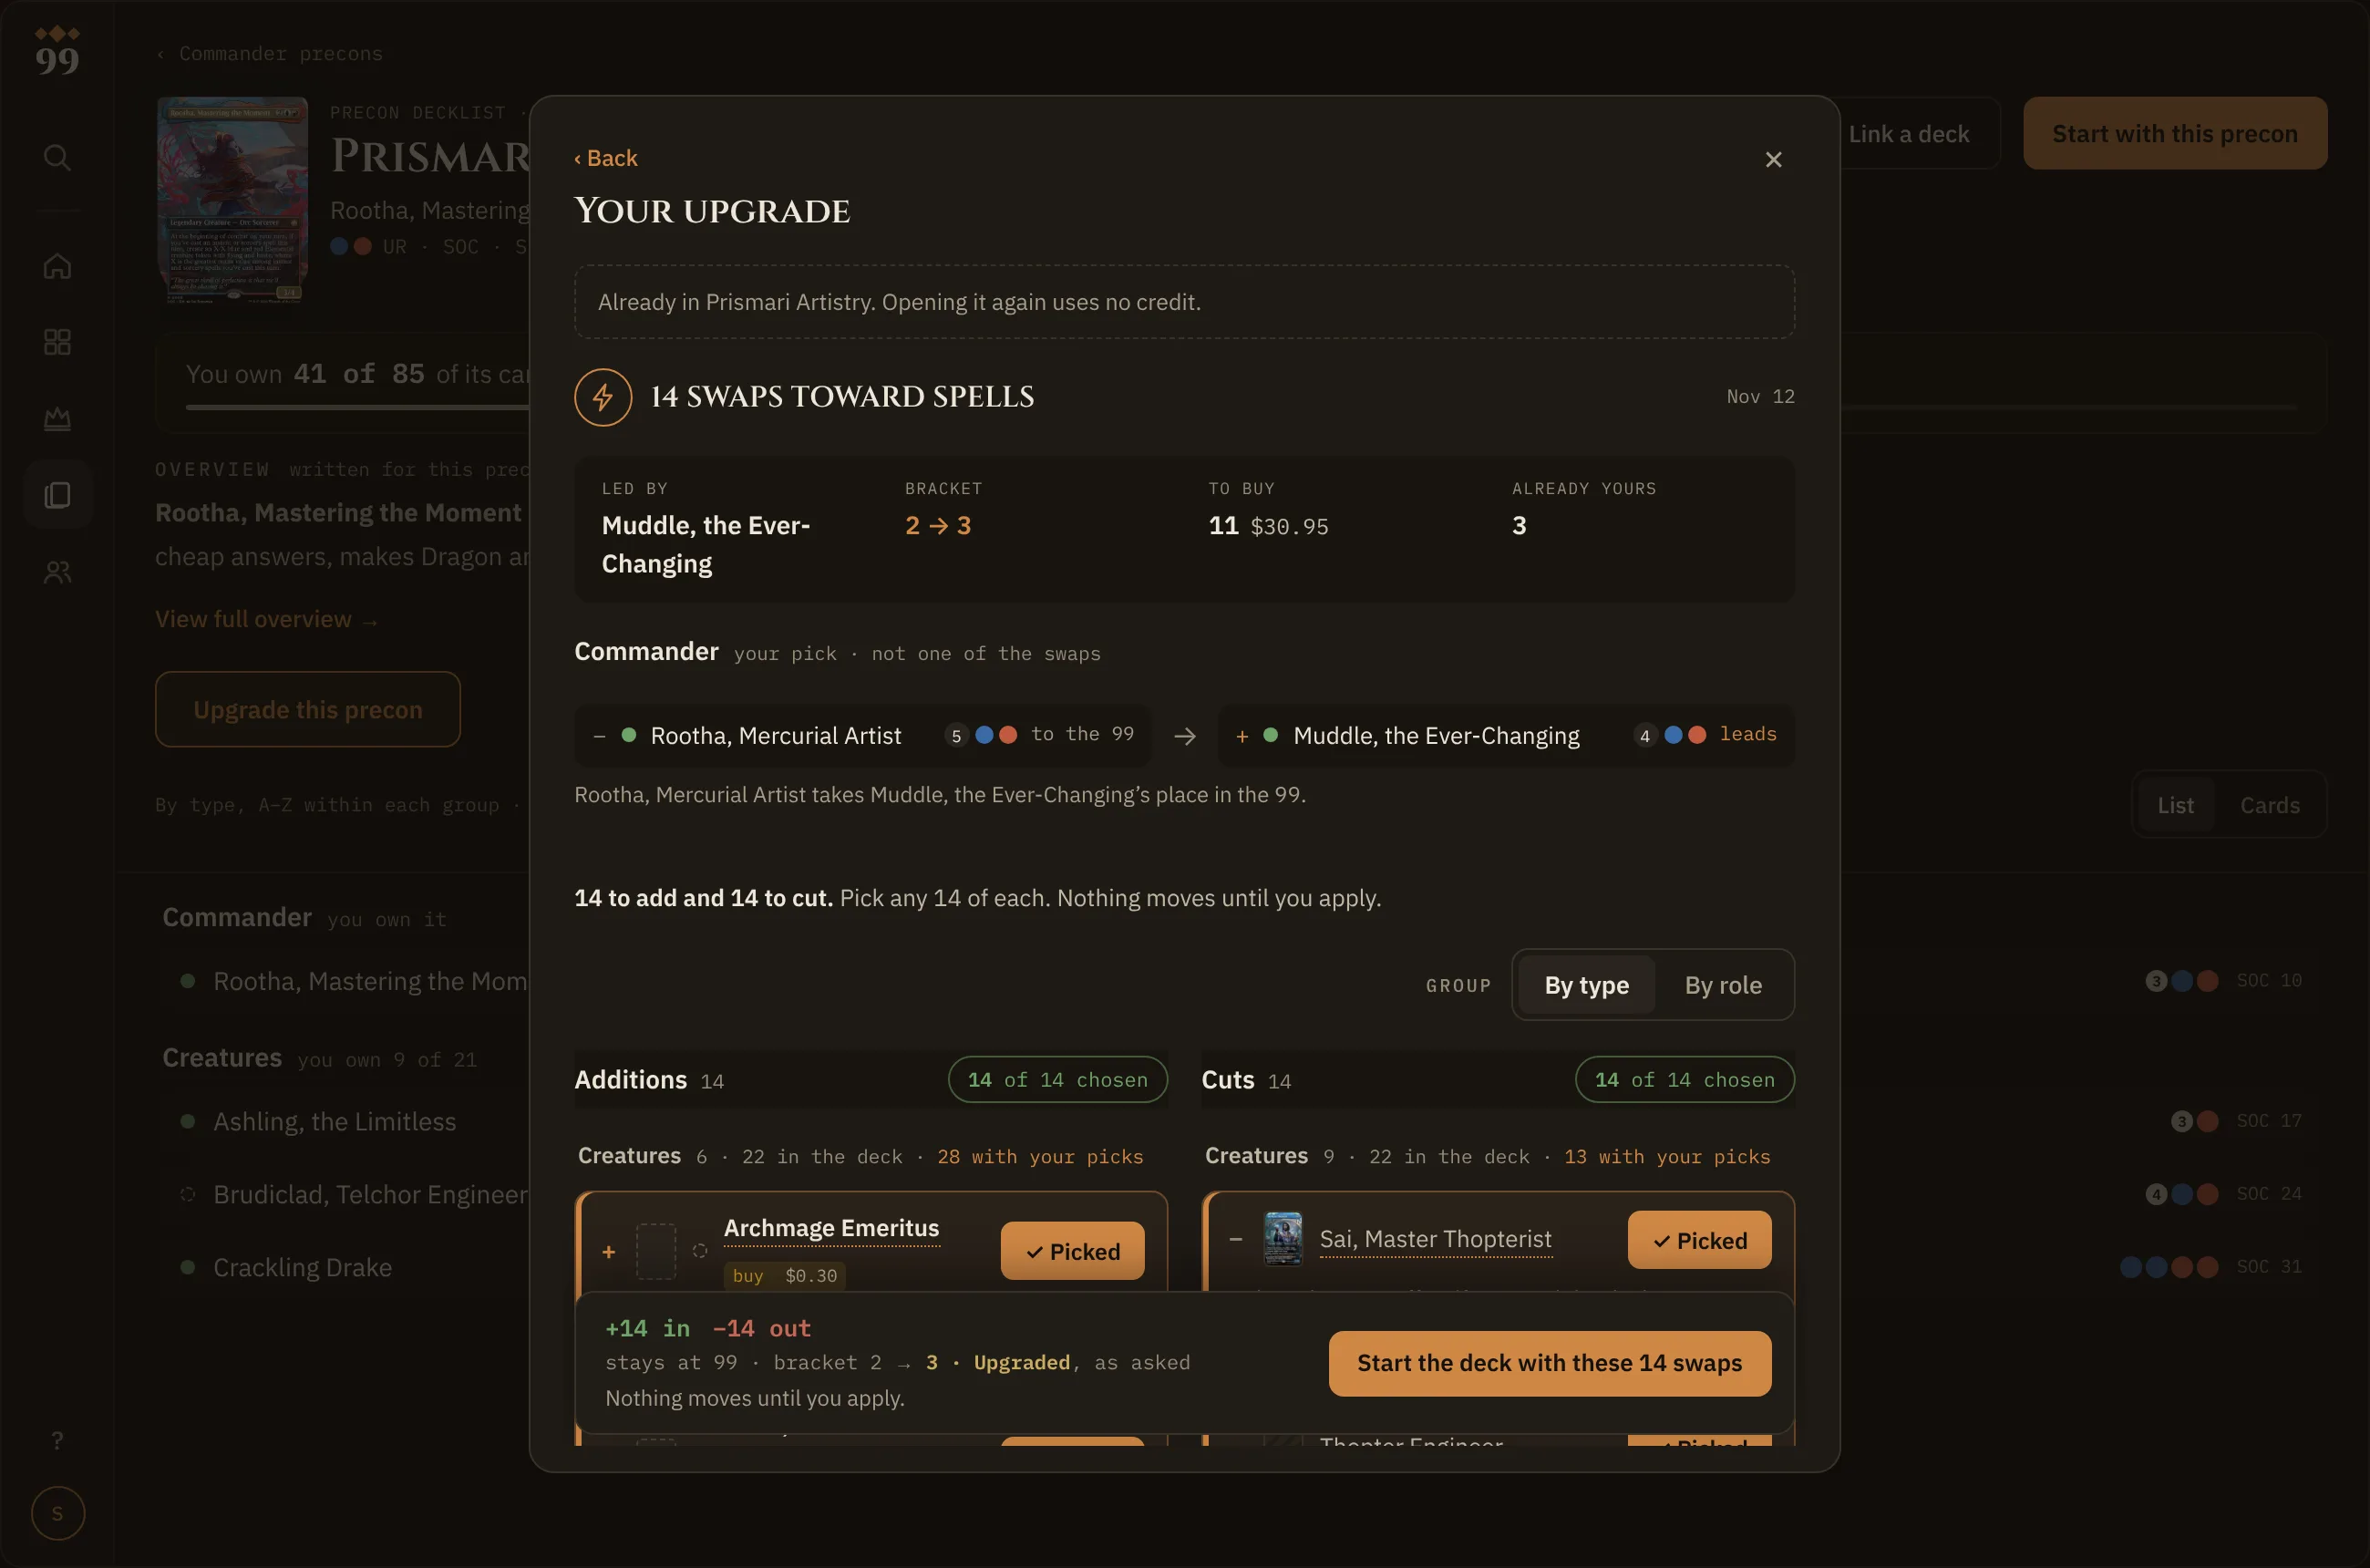 99
‹ Commander precons
PRECON DECKLIST ·
PRISMAR
Rootha, Mastering
UR · SOC · S
Link a deck
Start with this precon
You own 41 of 85 of its car
OVERVIEW written for this prec
Rootha, Mastering the Moment
cheap answers, makes Dragon an
View full overview →
Upgrade this precon
By type, A–Z within each group ·
List
Cards
Commander you own it
Rootha, Mastering the Mom
3
SOC 10
Creatures you own 9 of 21
Ashling, the Limitless
3
SOC 17
Brudiclad, Telchor Engineer
4
SOC 24
Crackling Drake
SOC 31
?
S
‹ Back
×
YOUR UPGRADE
Already in Prismari Artistry. Opening it again uses no credit.
14 SWAPS TOWARD SPELLS
Nov 12
LED BY
Muddle, the Ever-
Changing
BRACKET
2 → 3
TO BUY
11 $30.95
ALREADY YOURS
3
Commander your pick · not one of the swaps
– Rootha, Mercurial Artist 5 to the 99
→
+ Muddle, the Ever-Changing 4 leads
Rootha, Mercurial Artist takes Muddle, the Ever-Changing’s place in the 99.
14 to add and 14 to cut. Pick any 14 of each. Nothing moves until you apply.
GROUP
By type
By role
Additions 14
14 of 14 chosen
Creatures 6 · 22 in the deck · 28 with your picks
+ Archmage Emeritus
buy $0.30
✓ Picked
Cuts 14
14 of 14 chosen
Creatures 9 · 22 in the deck · 13 with your picks
– Sai, Master Thopterist
✓ Picked
+14 in –14 out
stays at 99 · bracket 2 → 3 · Upgraded, as asked
Nothing moves until you apply.
Start the deck with these 14 swaps
Thopter Engineer
✓ Picked